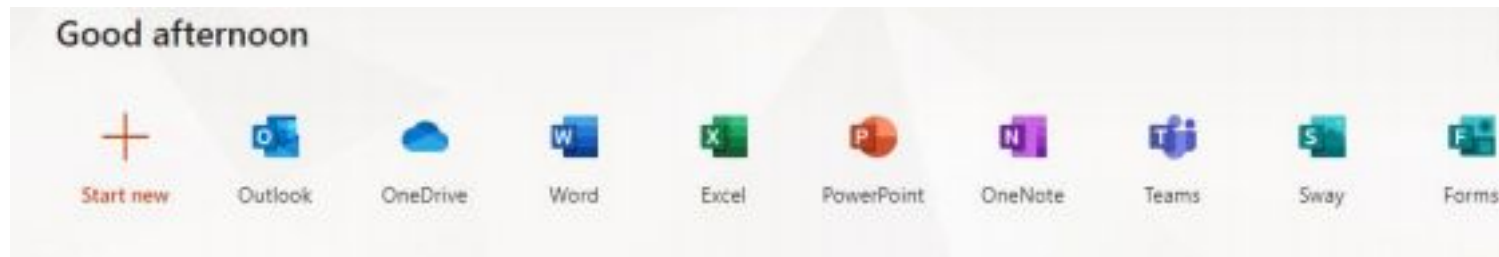 Good afternoon
O W X P N T S F
Start new Outlook OneDrive Word Excel PowerPoint OneNote Teams Sway Forms